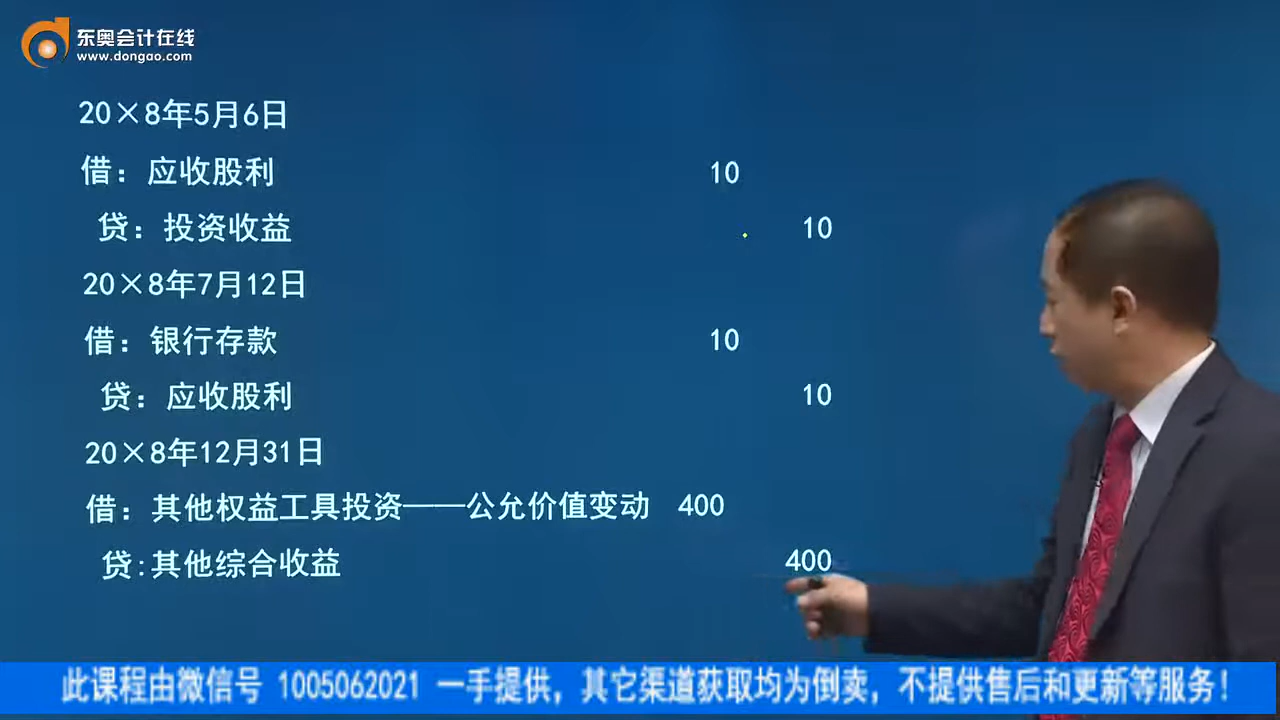 东奥会计在线
www.dongao.com
20×8年5月6日
借：应收股利 10
贷：投资收益 10
20×8年7月12日
借：银行存款 10
贷：应收股利 10
20×8年12月31日
借：其他权益工具投资——公允价值变动 400
贷:其他综合收益 400
此课程由微信号 1005062021 一手提供，其它渠道获取均为倒卖，不提供售后和更新等服务！